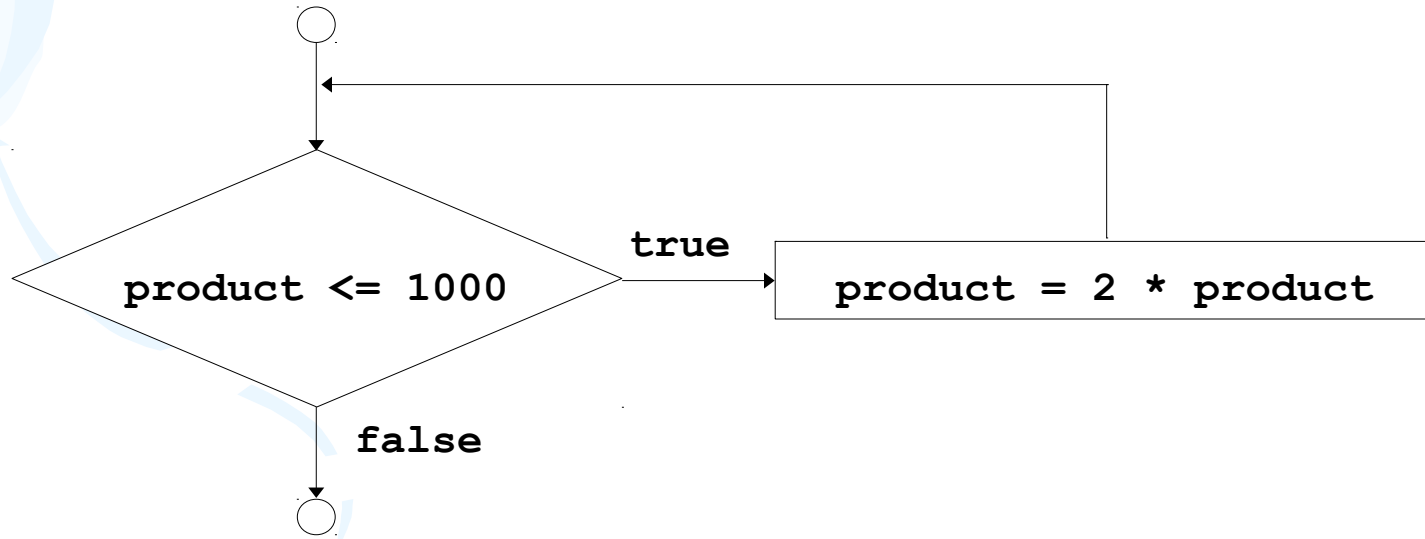 true
product <= 1000
product = 2 * product
false